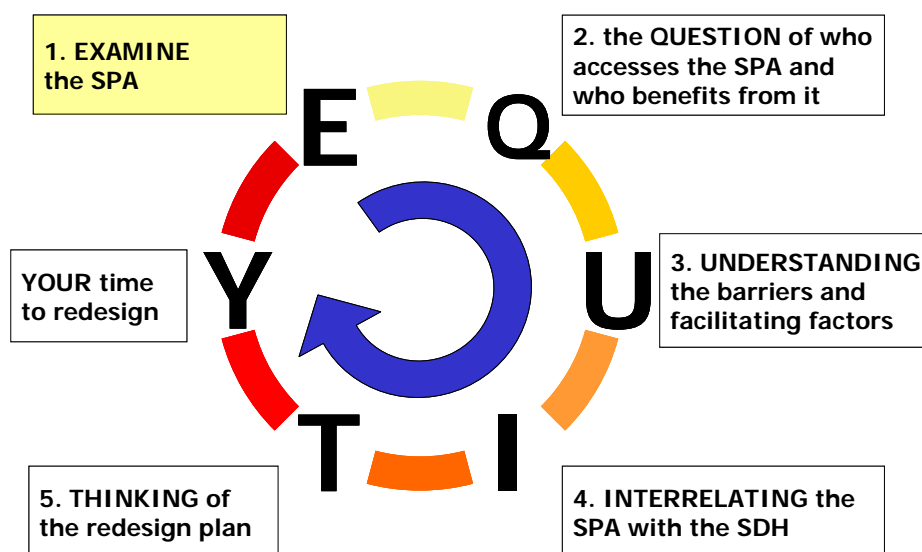 1. EXAMINE
the SPA
2. the QUESTION of who
accesses the SPA and
who benefits from it
E
Q
YOUR time
to redesign
Y
U
3. UNDERSTANDING
the barriers and
facilitating factors
T
I
5. THINKING of
the redesign plan
4. INTERRELATING the
SPA with the SDH